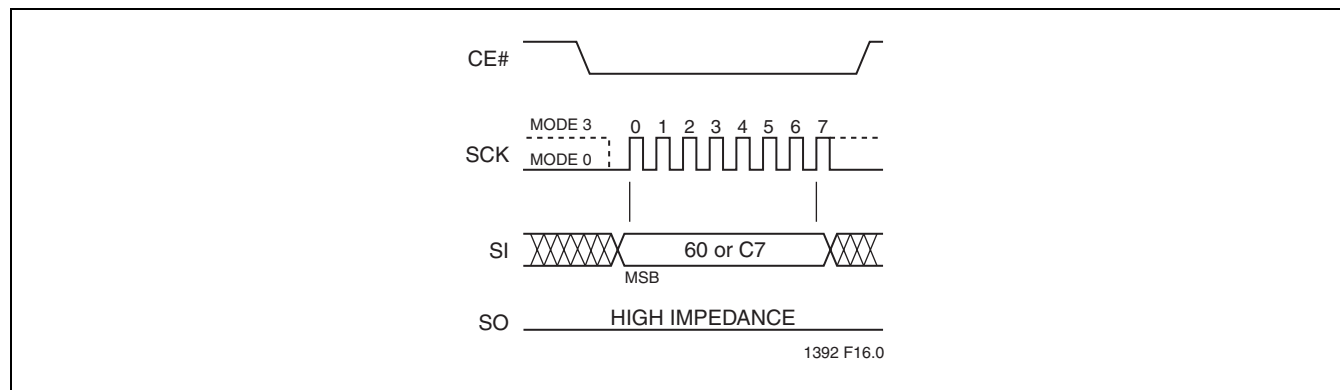 CE#
MODE 3
0 1 2 3 4 5 6 7
SCK
MODE 0
SI
60 or C7
MSB
SO
HIGH IMPEDANCE
1392 F16.0